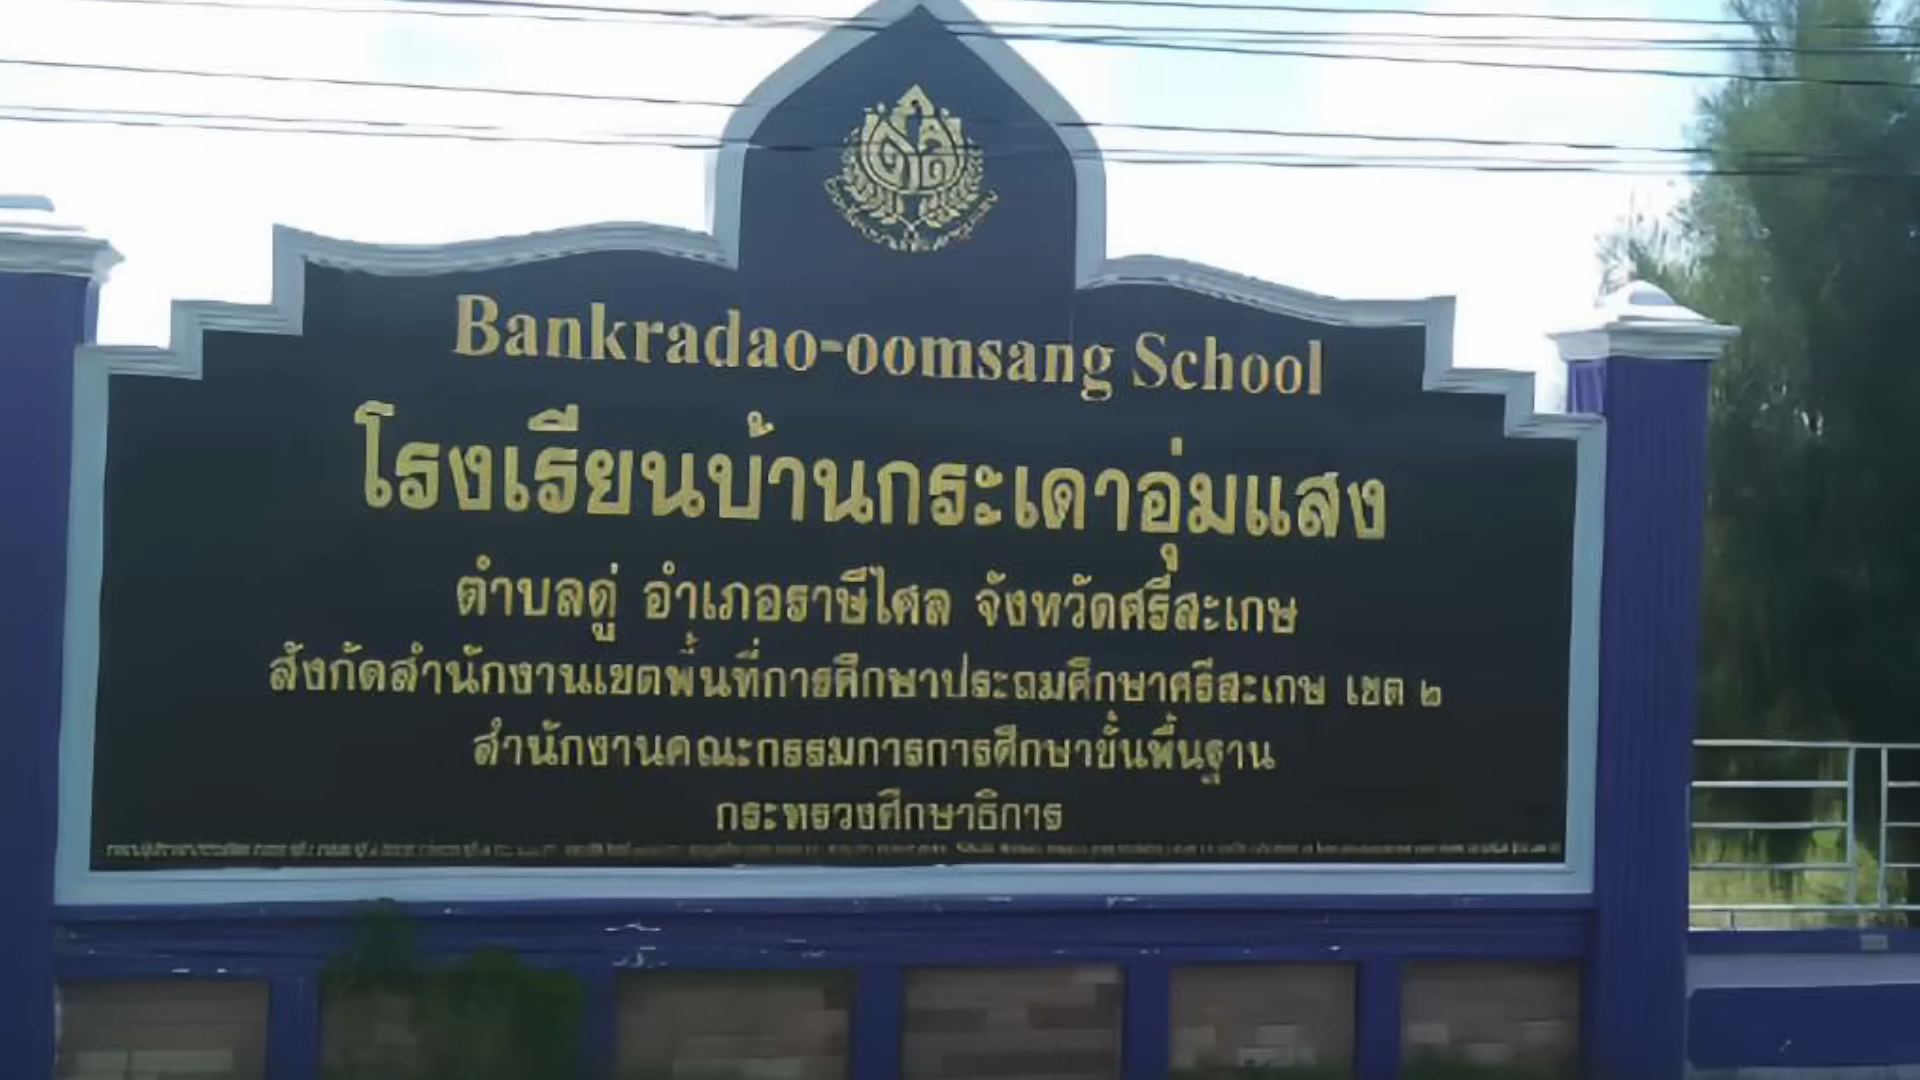 Bankradao-oomsang School
โรงเรียนบ้านกระเดาอุ่มแสง
ตำบลดู่ อำเภอราษีไศล จังหวัดศรีสะเกษ
สังกัดสำนักงานเขตพื้นที่การศึกษาประถมศึกษาศรีสะเกษ เขต ๒
สำนักงานคณะกรรมการการศึกษาขั้นพื้นฐาน
กระทรวงศึกษาธิการ